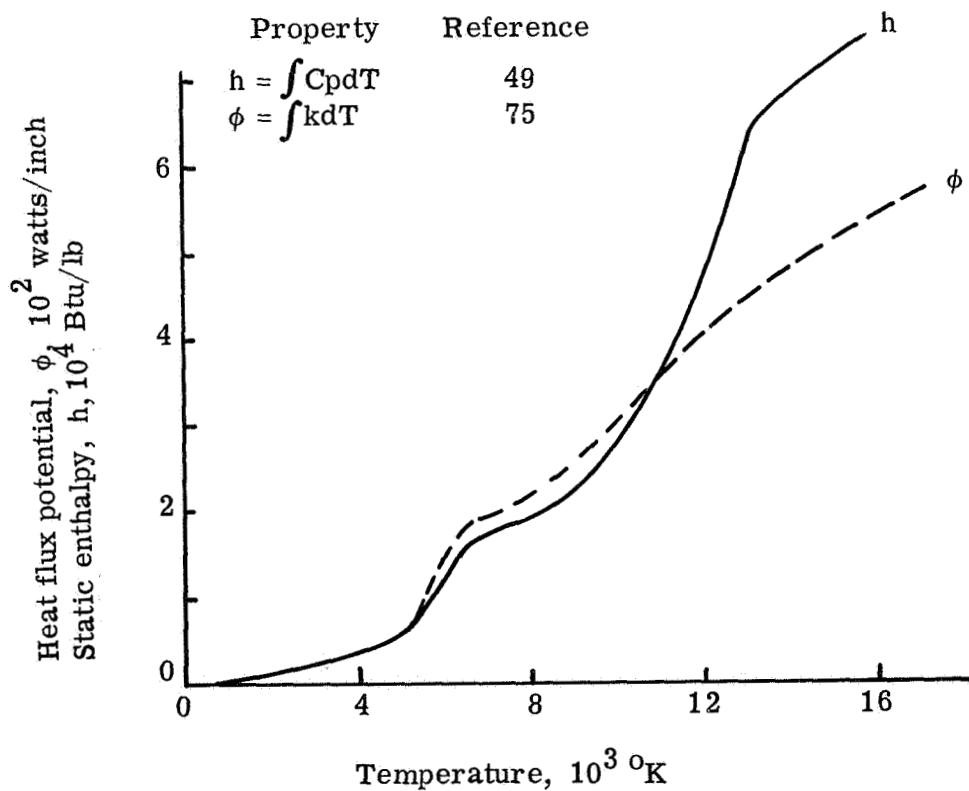 Property Reference
h = ∫CpdT 49
ϕ = ∫kdT 75
h
ϕ
Heat flux potential, ϕ, 10² watts/inch
Static enthalpy, h, 10⁴ Btu/lb
6
4
2
0
0 4 8 12 16
Temperature, 10³ °K